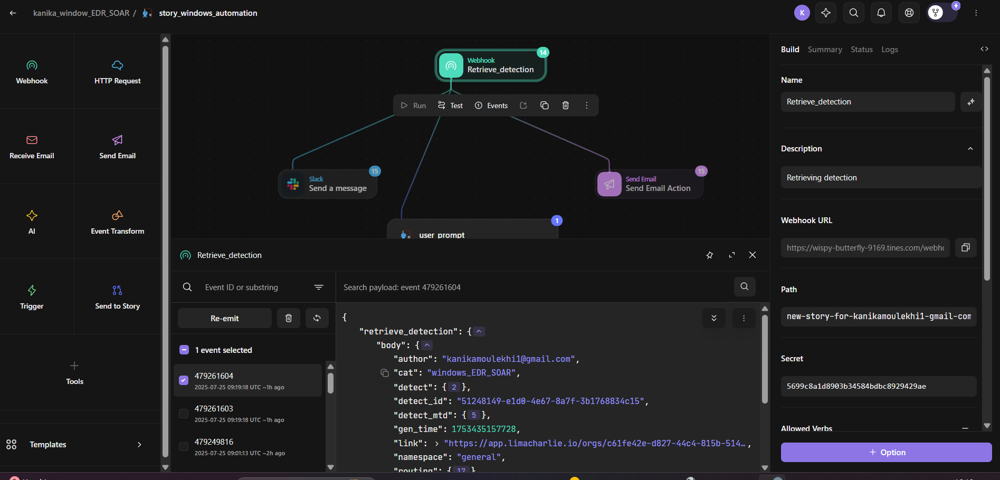 kanika_window_EDR_SOAR / story_windows_automation
K
Webhook
HTTP Request
Receive Email
Send Email
AI
Event Transform
Trigger
Send to Story
Tools
Templates
14
Webhook
Retrieve_detection
Run
Test
Events
15
Slack
Send a message
15
Send Email
Send Email Action
1
user_prompt
Retrieve_detection
Event ID or substring
Search payload: event 479261604
Re-emit
1 event selected
479261604
2025-07-25 09:19:18 UTC ~1h ago
479261603
2025-07-25 09:19:18 UTC ~1h ago
479249816
2025-07-25 09:01:13 UTC ~2h ago
{
"retrieve_detection": {
"body": {
"author": "kanikamoulekhi1@gmail.com",
"cat": "windows_EDR_SOAR",
"detect": { 2 },
"detect_id": "51248149-e1d0-4e67-8a7f-3b1768834c15",
"detect_mtd": { 5 },
"gen_time": 1753435157728,
"link": > "https://app.limacharlie.io/orgs/c61fe42e-d827-44c4-815b-514…,
"namespace": "general",
"routing": { 17 }
Build
Summary
Status
Logs
Name
Retrieve_detection
Description
Retrieving detection
Webhook URL
https://wispy-butterfly-9169.tines.com/webho
Path
new-story-for-kanikamoulekhi1-gmail-com
Secret
5699c8a1d8903b34584bdbc8929429ae
Allowed Verbs
+ Option